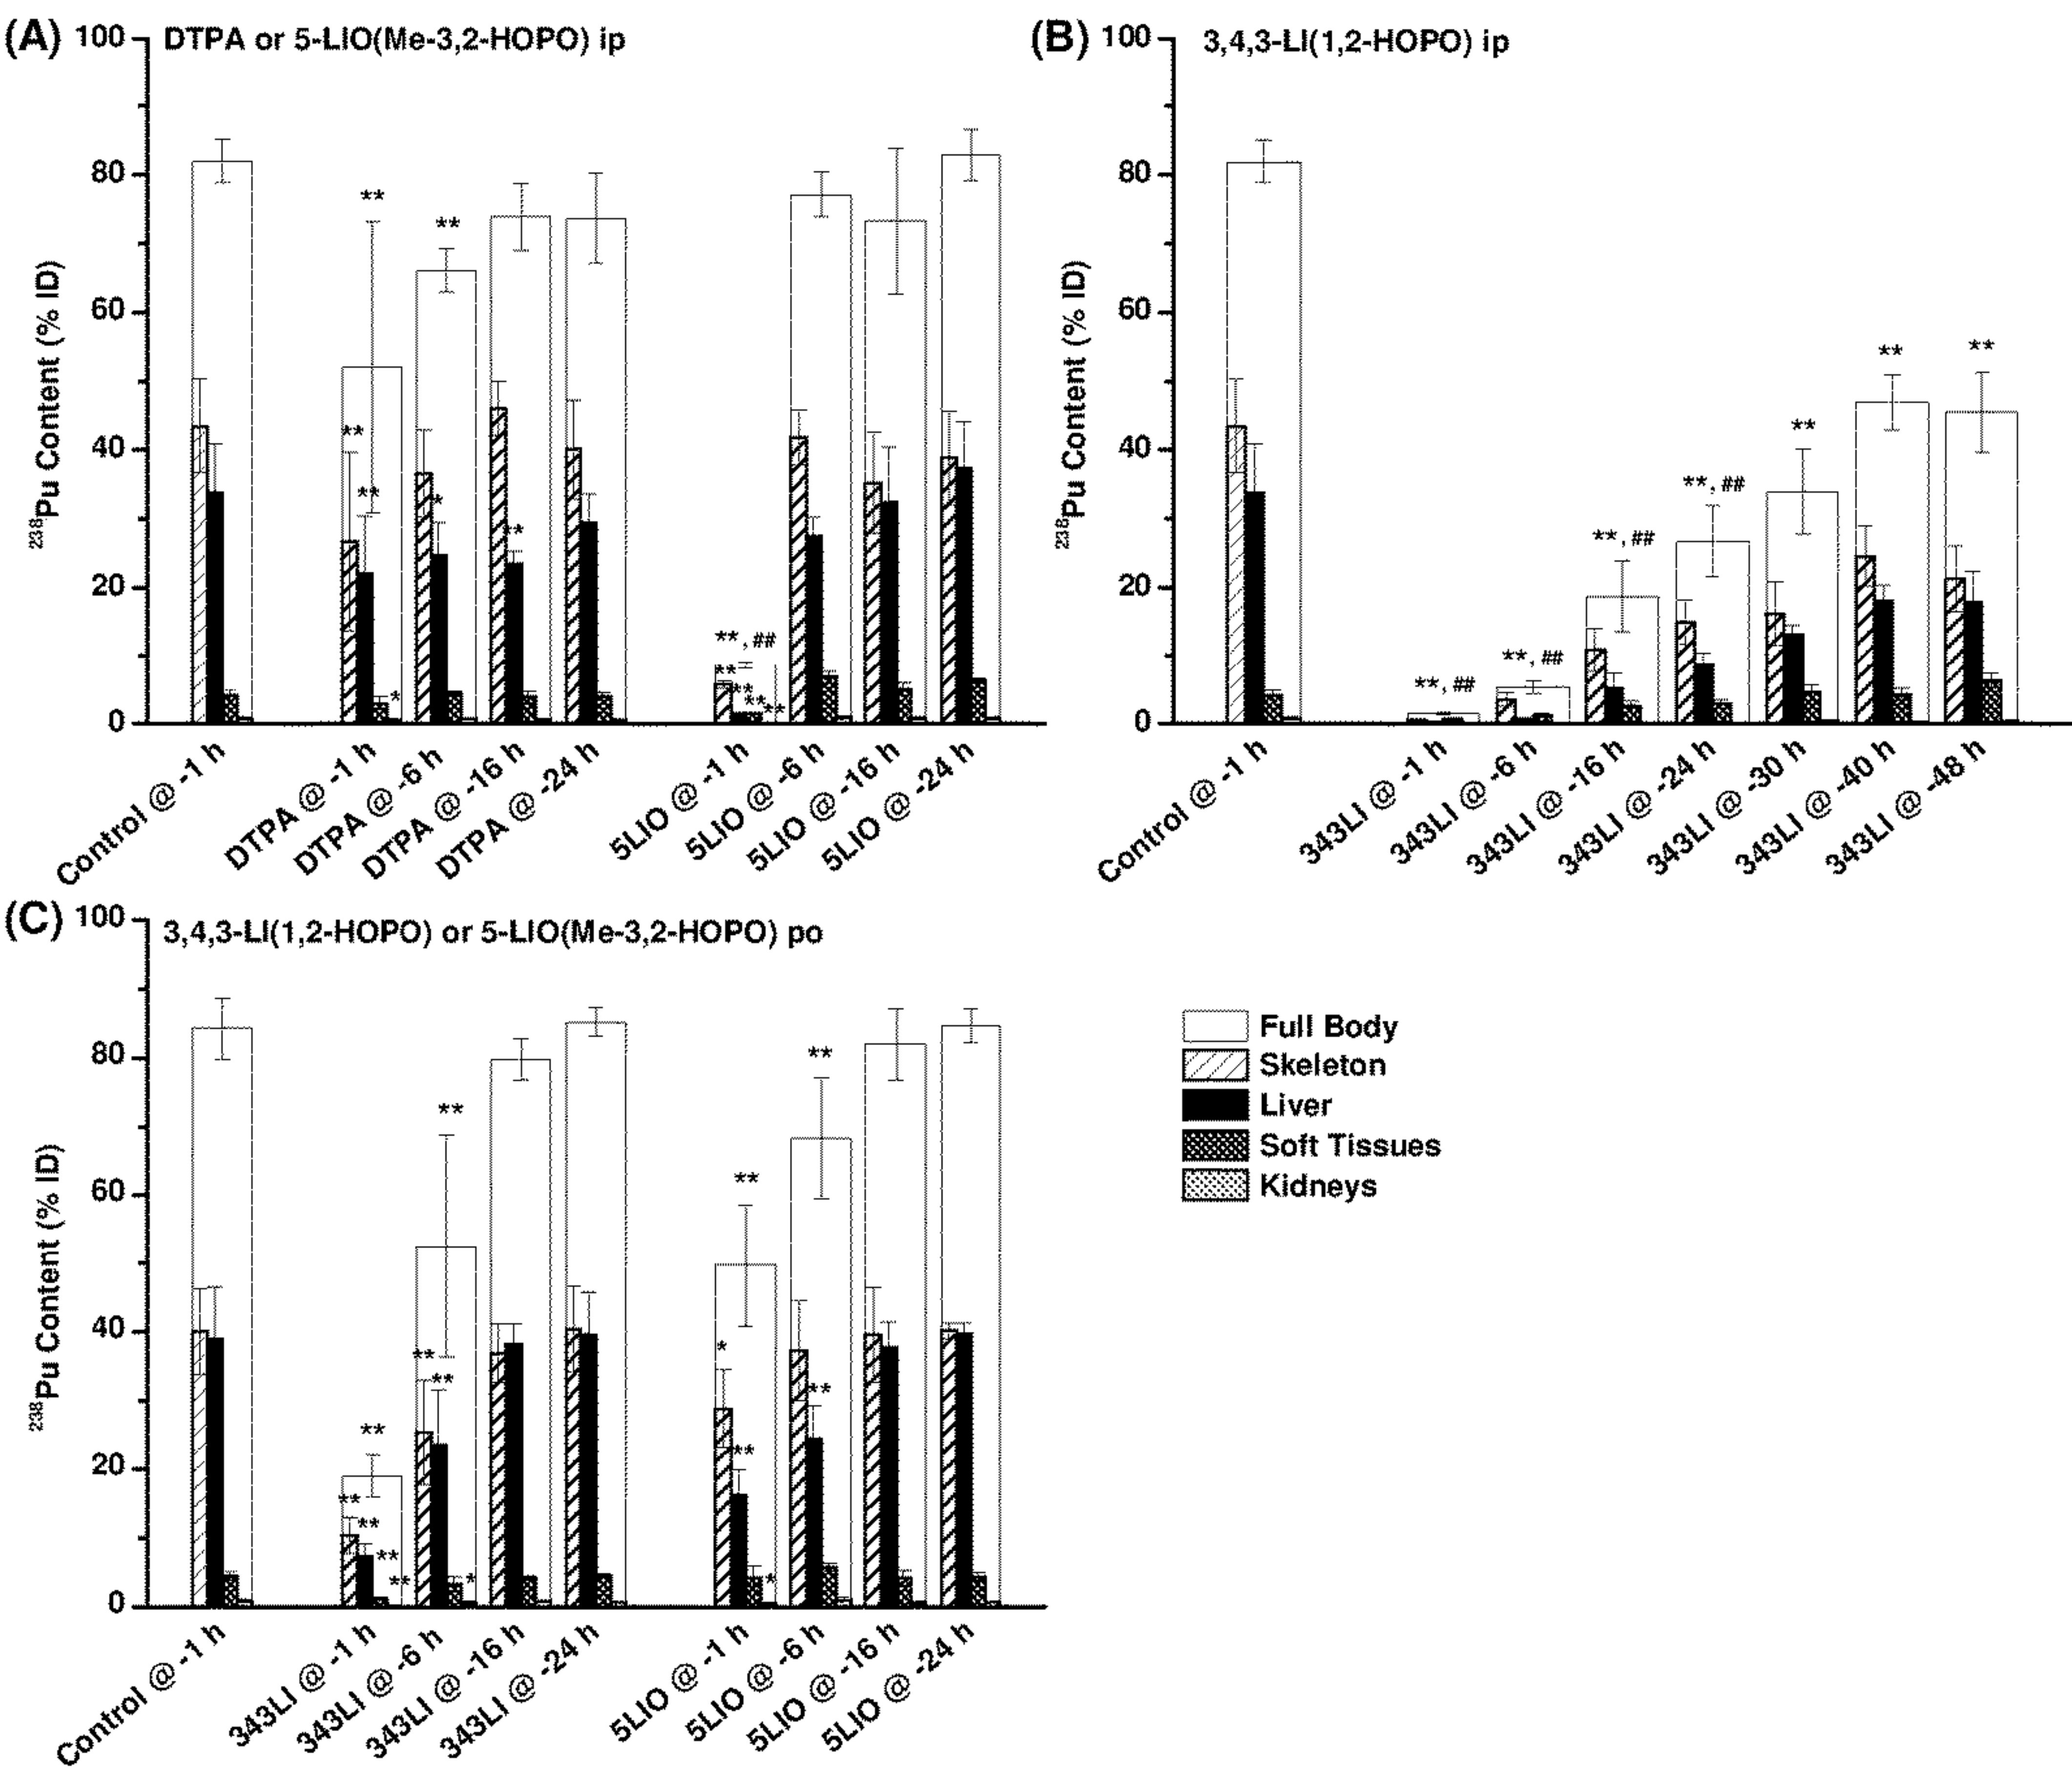 (A) DTPA or 5-LIO(Me-3,2-HOPO) ip
100
80
60
40
20
0
²³⁸Pu Content (% ID)
**
**
**
**
*
**
*
**, ##
**
**
**
**
Control @ -1 h
DTPA @ -1 h
DTPA @ -6 h
DTPA @ -16 h
DTPA @ -24 h
5LIO @ -1 h
5LIO @ -6 h
5LIO @ -16 h
5LIO @ -24 h
(B) 3,4,3-LI(1,2-HOPO) ip
100
80
60
40
20
0
²³⁸Pu Content (% ID)
**, ##
**, ##
**, ##
**, ##
**
**
**
Control @ -1 h
343LI @ -1 h
343LI @ -6 h
343LI @ -16 h
343LI @ -24 h
343LI @ -30 h
343LI @ -40 h
343LI @ -48 h
(C) 3,4,3-LI(1,2-HOPO) or 5-LIO(Me-3,2-HOPO) po
100
80
60
40
20
0
²³⁸Pu Content (% ID)
**
**
**
**
**
**
**
**
*
**
*
**
*
**
**
Control @ -1 h
343LI @ -1 h
343LI @ -6 h
343LI @ -16 h
343LI @ -24 h
5LIO @ -1 h
5LIO @ -6 h
5LIO @ -16 h
5LIO @ -24 h
Full Body
Skeleton
Liver
Soft Tissues
Kidneys